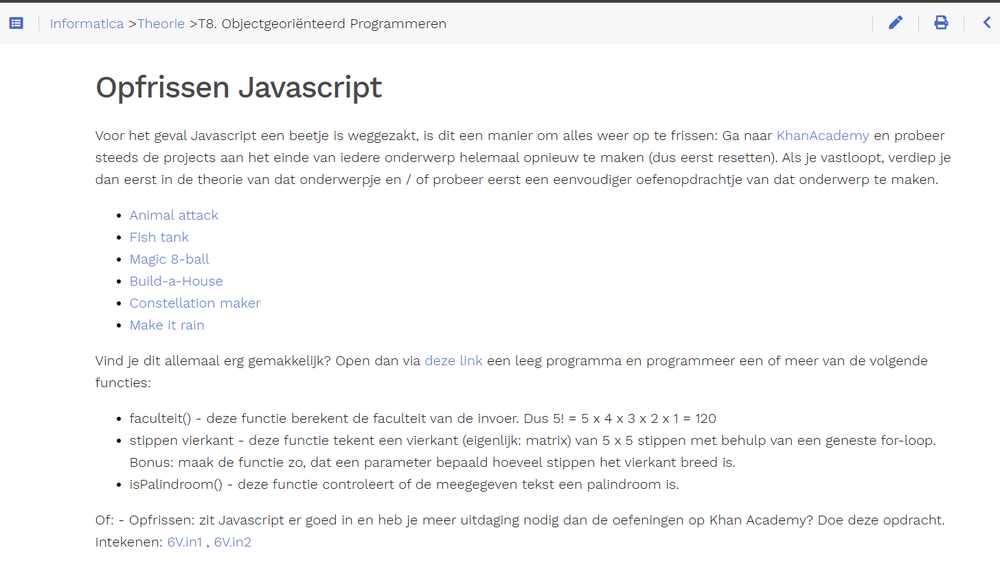 Informatica >Theorie >T8. Objectgeoriënteerd Programmeren
Opfrissen Javascript
Voor het geval Javascript een beetje is weggezakt, is dit een manier om alles weer op te frissen: Ga naar KhanAcademy en probeer
steeds de projects aan het einde van iedere onderwerp helemaal opnieuw te maken (dus eerst resetten). Als je vastloopt, verdiep je
dan eerst in de theorie van dat onderwerpje en / of probeer eerst een eenvoudiger oefenopdrachtje van dat onderwerp te maken.
• Animal attack
• Fish tank
• Magic 8-ball
• Build-a-House
• Constellation maker
• Make it rain
Vind je dit allemaal erg gemakkelijk? Open dan via deze link een leeg programma en programmeer een of meer van de volgende
functies:
• faculteit() - deze functie berekent de faculteit van de invoer. Dus 5! = 5 x 4 x 3 x 2 x 1 = 120
• stippen vierkant - deze functie tekent een vierkant (eigenlijk: matrix) van 5 x 5 stippen met behulp van een geneste for-loop.
Bonus: maak de functie zo, dat een parameter bepaald hoeveel stippen het vierkant breed is.
• isPalindroom() - deze functie controleert of de meegegeven tekst een palindroom is.
Of: - Opfrissen: zit Javascript er goed in en heb je meer uitdaging nodig dan de oefeningen op Khan Academy? Doe deze opdracht.
Intekenen: 6V.in1 , 6V.in2